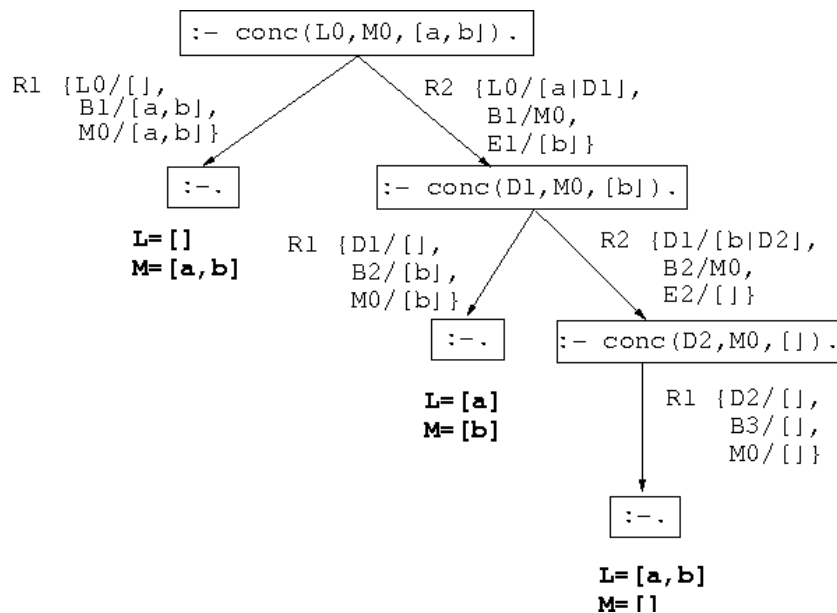 :- conc(L0,M0,[a,b]).
R1 {L0/[],
B1/[a,b],
M0/[a,b]}
R2 {L0/[a|D1],
B1/M0,
E1/[b]}
:-.
:- conc(D1,M0,[b]).
L=[]
M=[a,b]
R1 {D1/[],
B2/[b],
M0/[b]}
R2 {D1/[b|D2],
B2/M0,
E2/[]}
:-.
:- conc(D2,M0,[]).
L=[a]
M=[b]
R1 {D2/[],
B3/[],
M0/[]}
:-.
L=[a,b]
M=[]